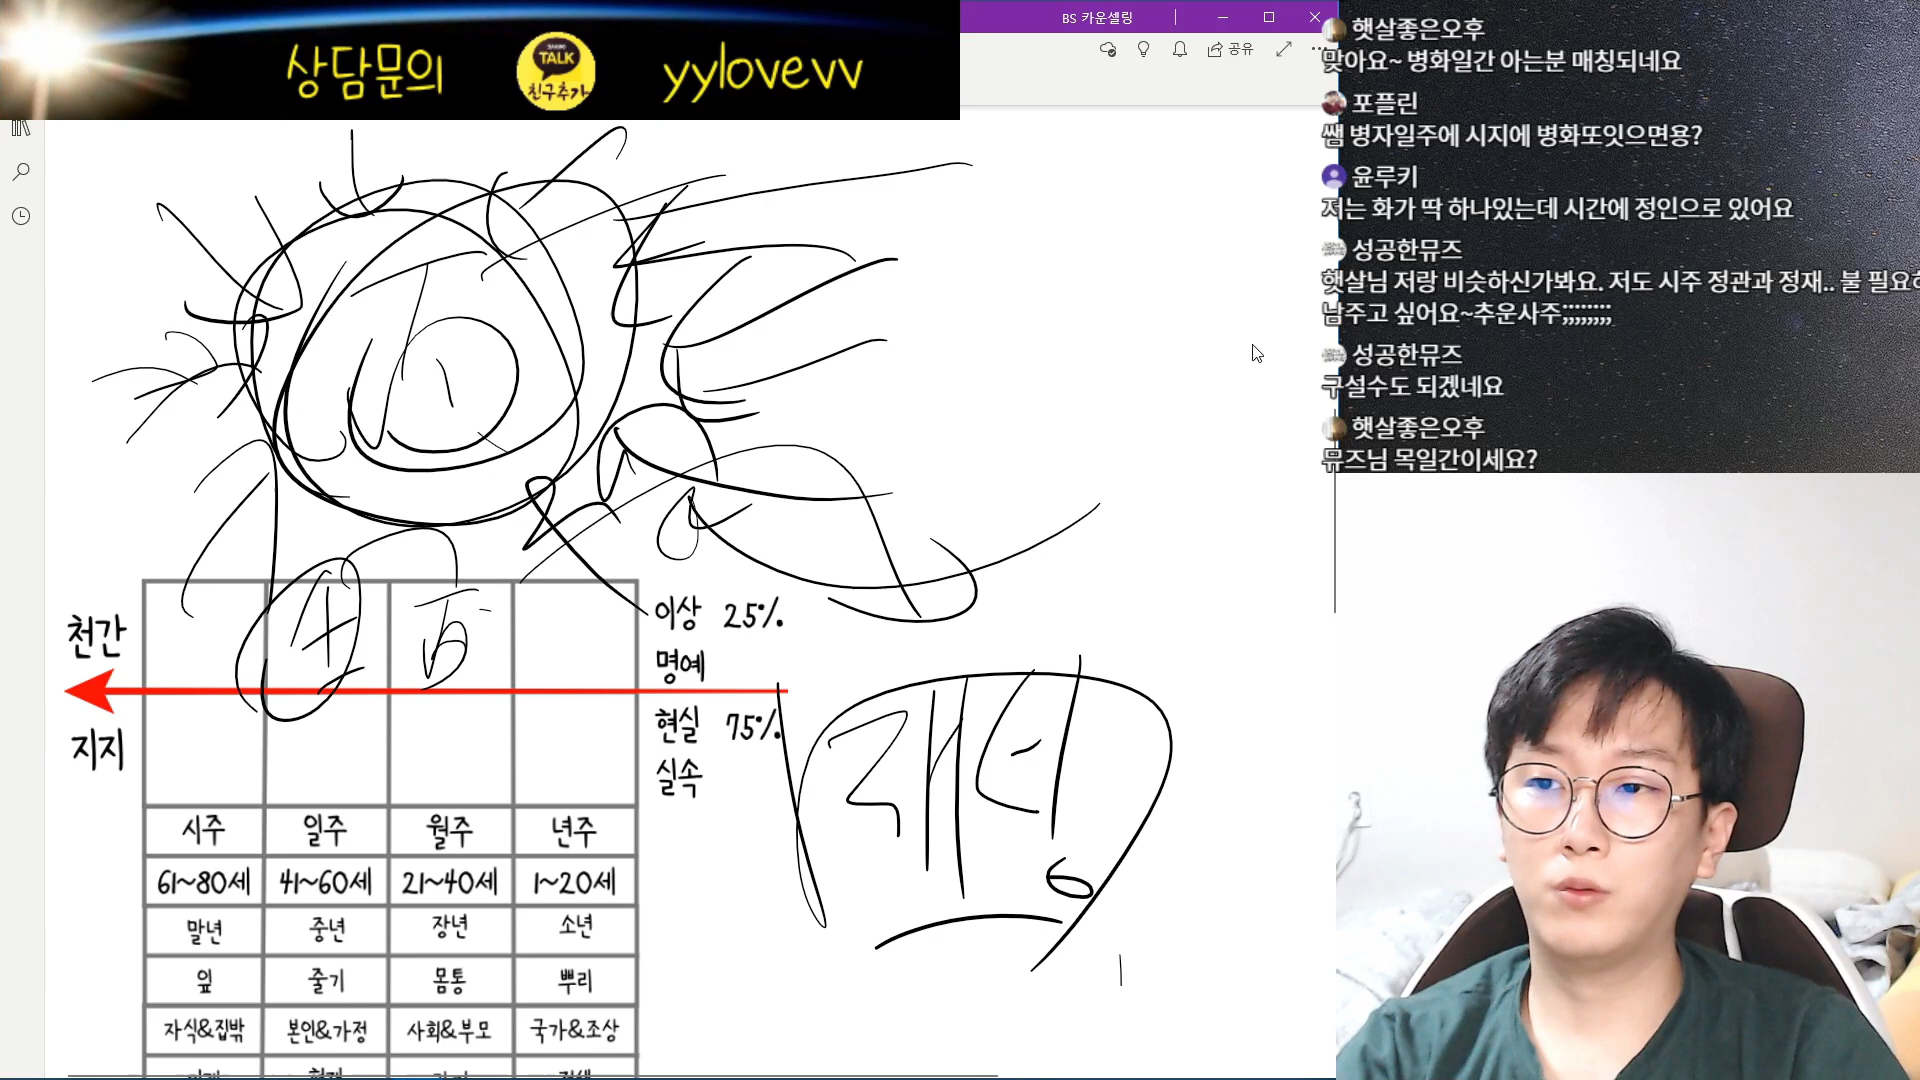 BS 카운셀링
상담문의
TALK
친구추가
yylovevv
공유
햇살좋은오후
맞아요~ 병화일간 아는분 매칭되네요
포플린
쌤 병자일주에 시지에 병화또잇으면용?
윤루키
저는 화가 딱 하나있는데 시간에 정인으로 있어요
성공한뮤즈
햇살님 저랑 비슷하신가봐요. 저도 시주 정관과 정재.. 불 필요하
남주고 싶어요~추운사주;;;;;;;;
성공한뮤즈
구설수도 되겠네요
햇살좋은오후
뮤즈님 목일간이세요?
천간
이상 25%
명예
지지
현실 75%
실속
시주 일주 월주 년주
61~80세 41~60세 21~40세 1~20세
말년 중년 장년 소년
잎 줄기 몸통 뿌리
자식&집밖 본인&가정 사회&부모 국가&조상